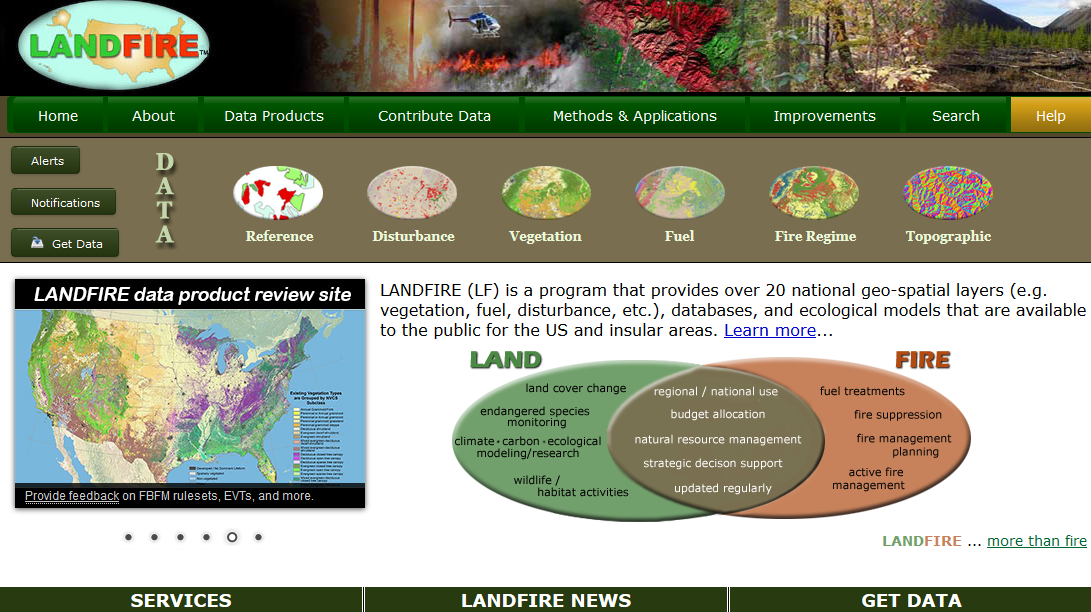 LANDFIRE™
Home About Data Products Contribute Data Methods & Applications Improvements Search Help
Alerts
Notifications
Get Data
DATA
Reference Disturbance Vegetation Fuel Fire Regime Topographic
LANDFIRE data product review site
Existing Vegetation Types
are Grouped by NVCS
Subclass
Provide feedback on FBFM rulesets, EVTs, and more.
LANDFIRE (LF) is a program that provides over 20 national geo-spatial layers (e.g.
vegetation, fuel, disturbance, etc.), databases, and ecological models that are available
to the public for the US and insular areas. Learn more...
LAND
land cover change
endangered species
monitoring
climate • carbon • ecological
modeling/research
wildlife /
habitat activities
regional / national use
budget allocation
natural resource management
strategic decison support
updated regularly
FIRE
fuel treatments
fire suppression
fire management
planning
active fire
management
LANDFIRE ... more than fire
SERVICES LANDFIRE NEWS GET DATA